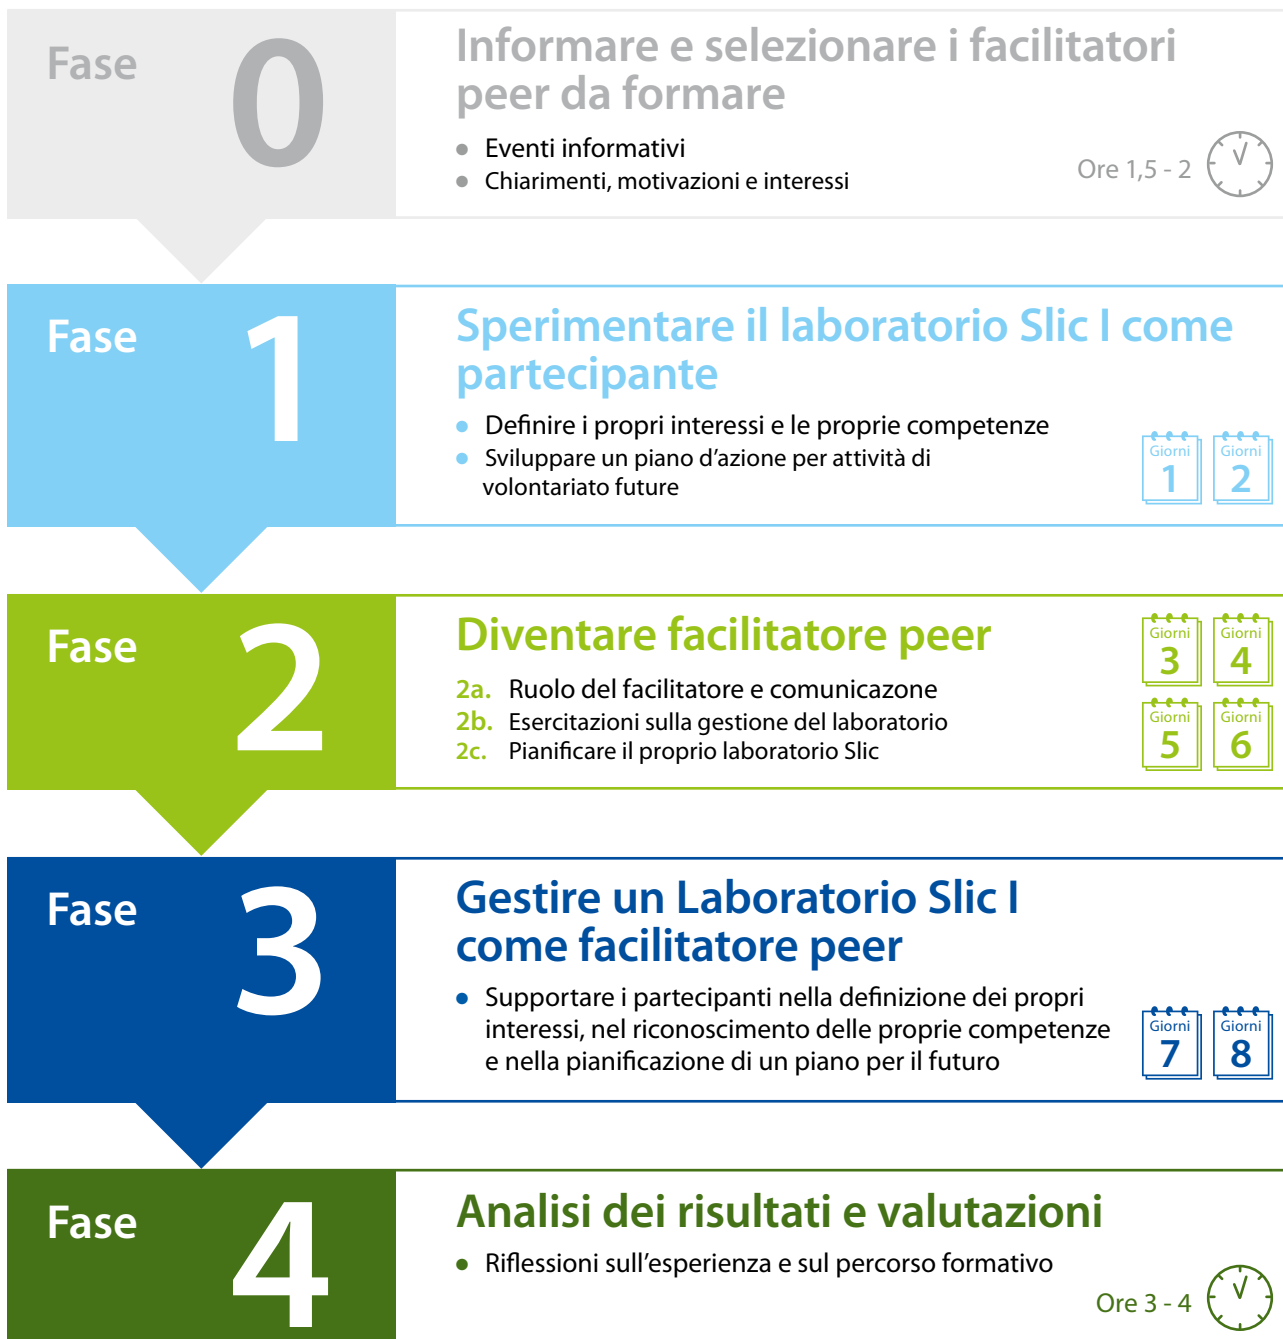 Fase 0
Informare e selezionare i facilitatori
peer da formare
Eventi informativi
Chiarimenti, motivazioni e interessi
Ore 1,5 - 2
Fase 1
Sperimentare il laboratorio Slic I come
partecipante
Definire i propri interessi e le proprie competenze
Sviluppare un piano d'azione per attività di
volontariato future
Giorni 1
Giorni 2
Fase 2
Diventare facilitatore peer
2a. Ruolo del facilitatore e comunicazone
2b. Esercitazioni sulla gestione del laboratorio
2c. Pianificare il proprio laboratorio Slic
Giorni 3
Giorni 4
Giorni 5
Giorni 6
Fase 3
Gestire un Laboratorio Slic I
come facilitatore peer
Supportare i partecipanti nella definizione dei propri
interessi, nel riconoscimento delle proprie competenze
e nella pianificazione di un piano per il futuro
Giorni 7
Giorni 8
Fase 4
Analisi dei risultati e valutazioni
Riflessioni sull'esperienza e sul percorso formativo
Ore 3 - 4